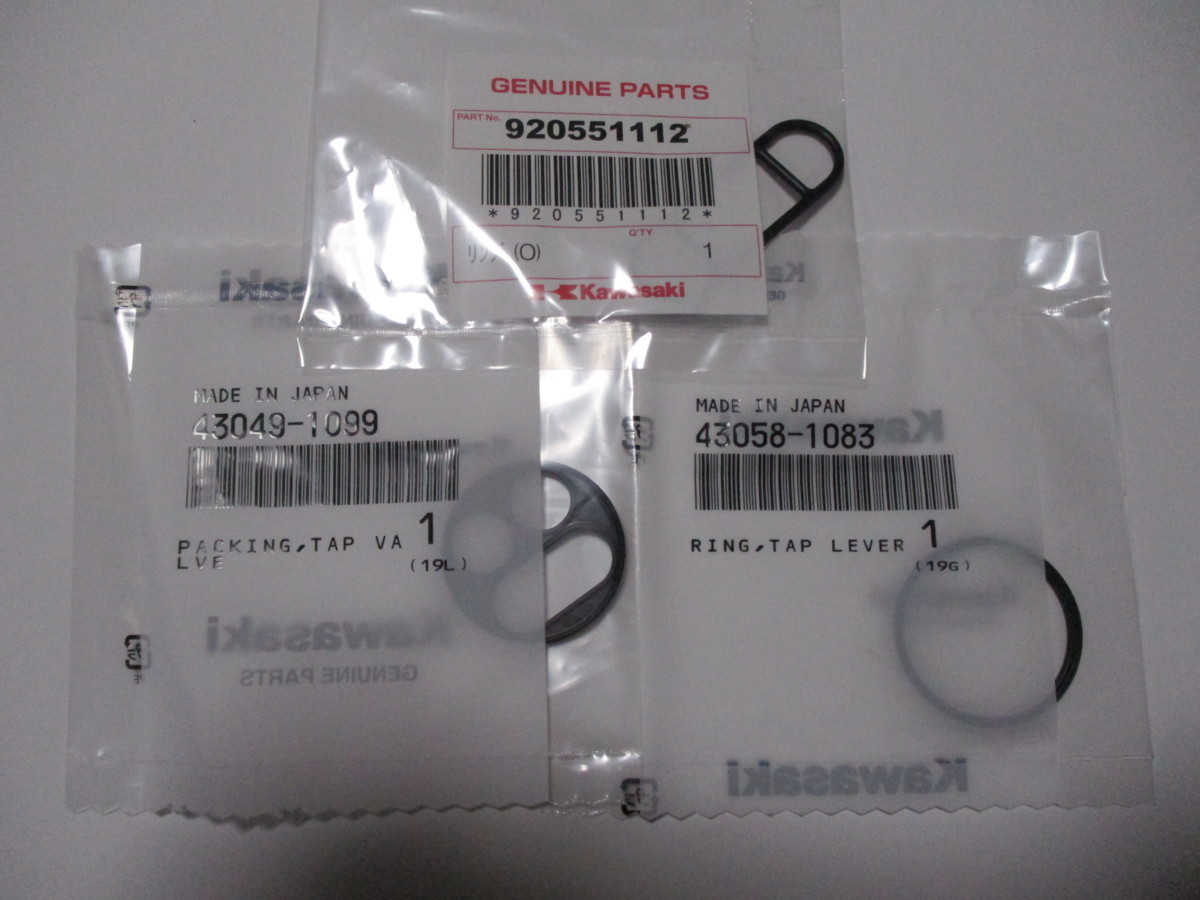 GENUINE PARTS
PART No.
920551112
*920551112*
Q'TY
リング(O) 1
Kawasaki
Kawasaki
MADE IN JAPAN
43049-1099
PACKING,TAP VA 1
LVE (19L)
Kawasaki
GENUINE PARTS
MADE IN JAPAN
43058-1083
RING,TAP LEVER 1
(19G)
Kawasaki